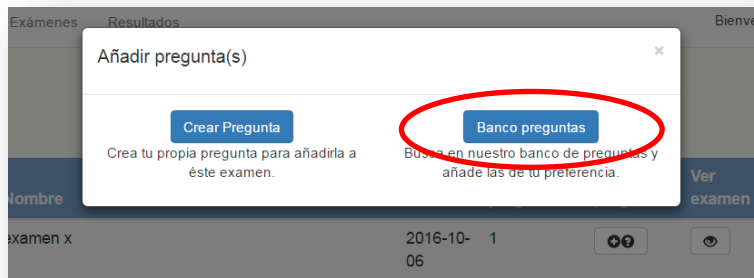 Exámenes Resultados Bienve
Añadir pregunta(s) ×
Crear Pregunta Banco preguntas
Crea tu propia pregunta para añadirla a Busca en nuestro banco de preguntas y
éste examen. añade las de tu preferencia.
Ver
Nombre examen
examen x 2016-10- 1
06